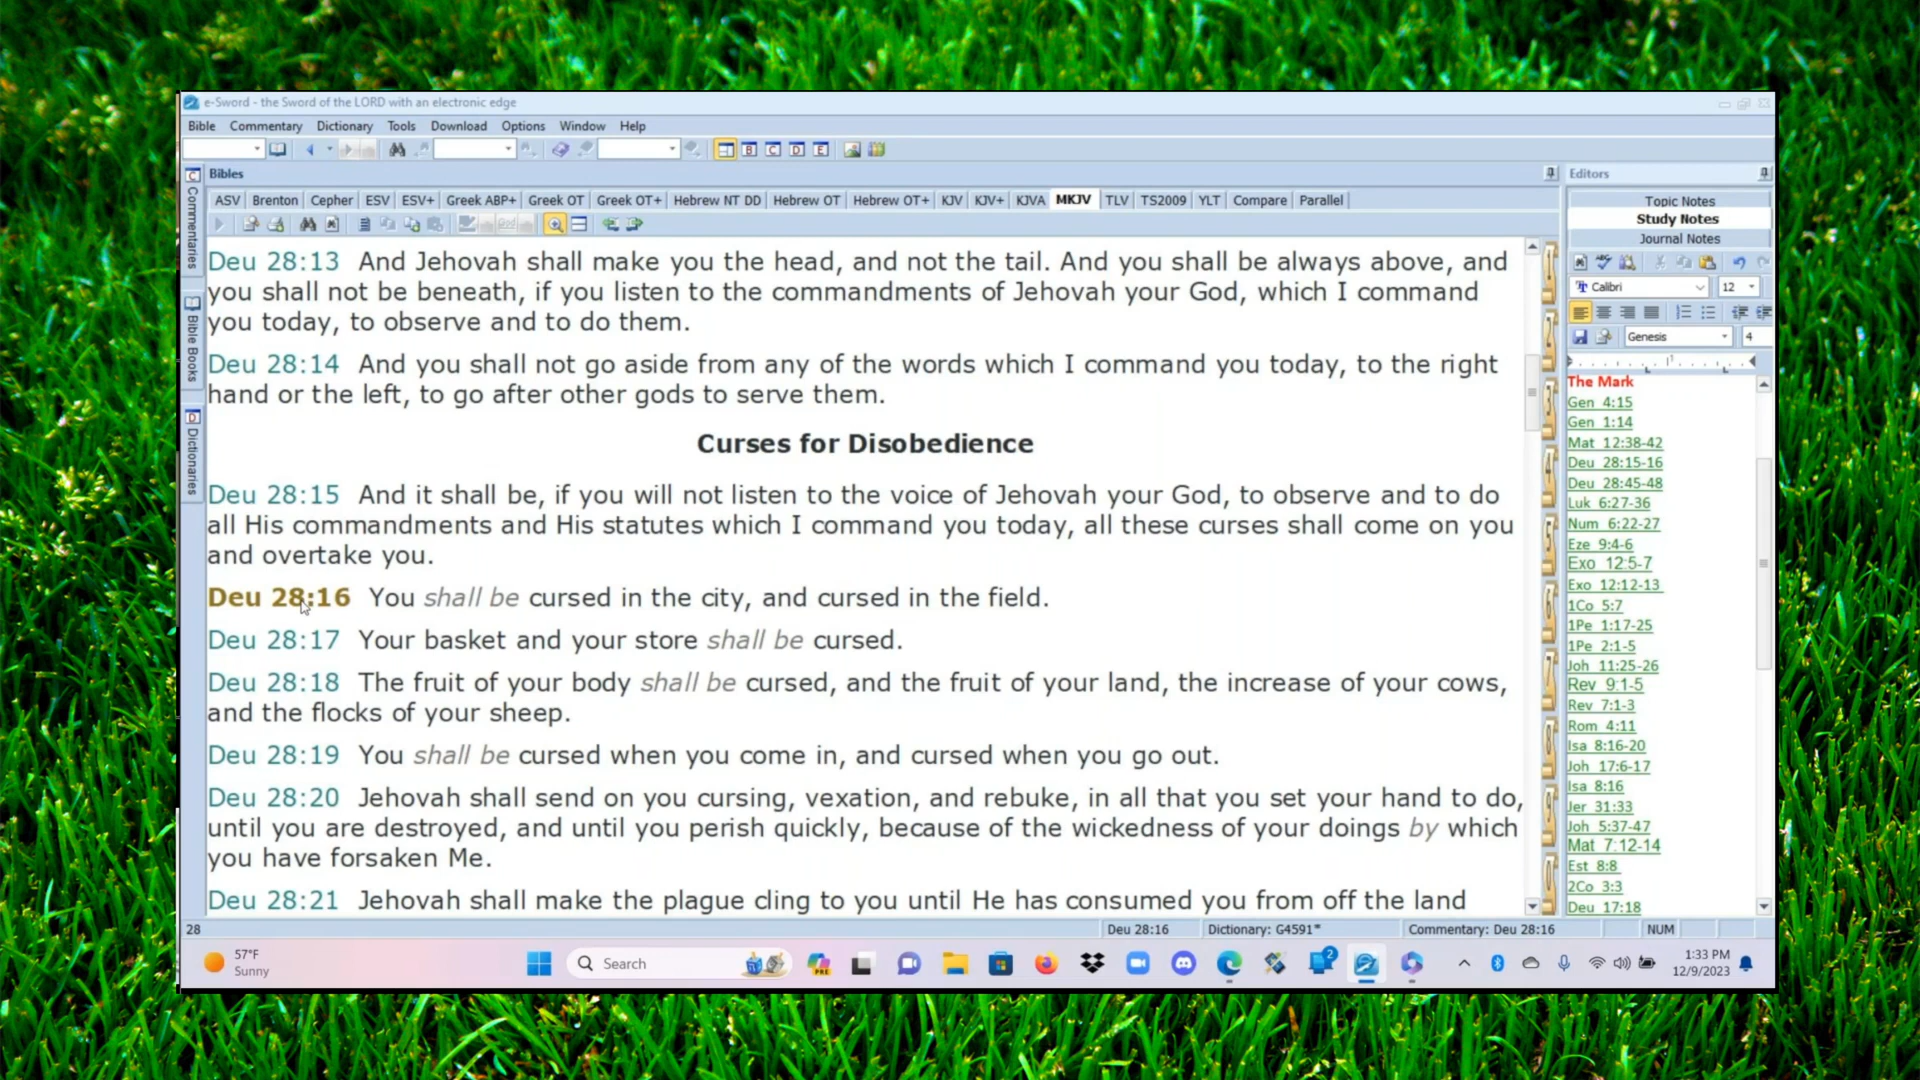 e-Sword - the Sword of the LORD with an electronic edge
Bible Commentary Dictionary Tools Download Options Window Help
B C D E
Commentaries
Bible Books
Dictionaries
Bibles
ASV Brenton Cepher ESV ESV+ Greek ABP+ Greek OT Greek OT+ Hebrew NT DD Hebrew OT Hebrew OT+ KJV KJV+ KJVA MKJV TLV TS2009 YLT Compare Parallel
Deu 28:13 And Jehovah shall make you the head, and not the tail. And you shall be always above, and
you shall not be beneath, if you listen to the commandments of Jehovah your God, which I command
you today, to observe and to do them.
Deu 28:14 And you shall not go aside from any of the words which I command you today, to the right
hand or the left, to go after other gods to serve them.
Curses for Disobedience
Deu 28:15 And it shall be, if you will not listen to the voice of Jehovah your God, to observe and to do
all His commandments and His statutes which I command you today, all these curses shall come on you
and overtake you.
Deu 28:16 You shall be cursed in the city, and cursed in the field.
Deu 28:17 Your basket and your store shall be cursed.
Deu 28:18 The fruit of your body shall be cursed, and the fruit of your land, the increase of your cows,
and the flocks of your sheep.
Deu 28:19 You shall be cursed when you come in, and cursed when you go out.
Deu 28:20 Jehovah shall send on you cursing, vexation, and rebuke, in all that you set your hand to do,
until you are destroyed, and until you perish quickly, because of the wickedness of your doings by which
you have forsaken Me.
Deu 28:21 Jehovah shall make the plague cling to you until He has consumed you from off the land
1
2
3
4
5
6
7
8
9
0
Editors
Topic Notes
Study Notes
Journal Notes
Calibri 12
Genesis 4
The Mark
Gen 4:15
Gen 1:14
Mat 12:38-42
Deu 28:15-16
Deu 28:45-48
Luk 6:27-36
Num 6:22-27
Eze 9:4-6
Exo 12:5-7
Exo 12:12-13
1Co 5:7
1Pe 1:17-25
1Pe 2:1-5
Joh 11:25-26
Rev 9:1-5
Rev 7:1-3
Rom 4:11
Isa 8:16-20
Joh 17:6-17
Isa 8:16
Jer 31:33
Joh 5:37-47
Mat 7:12-14
Est 8:8
2Co 3:3
Deu 17:18
28 Deu 28:16 Dictionary: G4591* Commentary: Deu 28:16 NUM
57°F
Sunny
Search
PRE
2
1:33 PM
12/9/2023